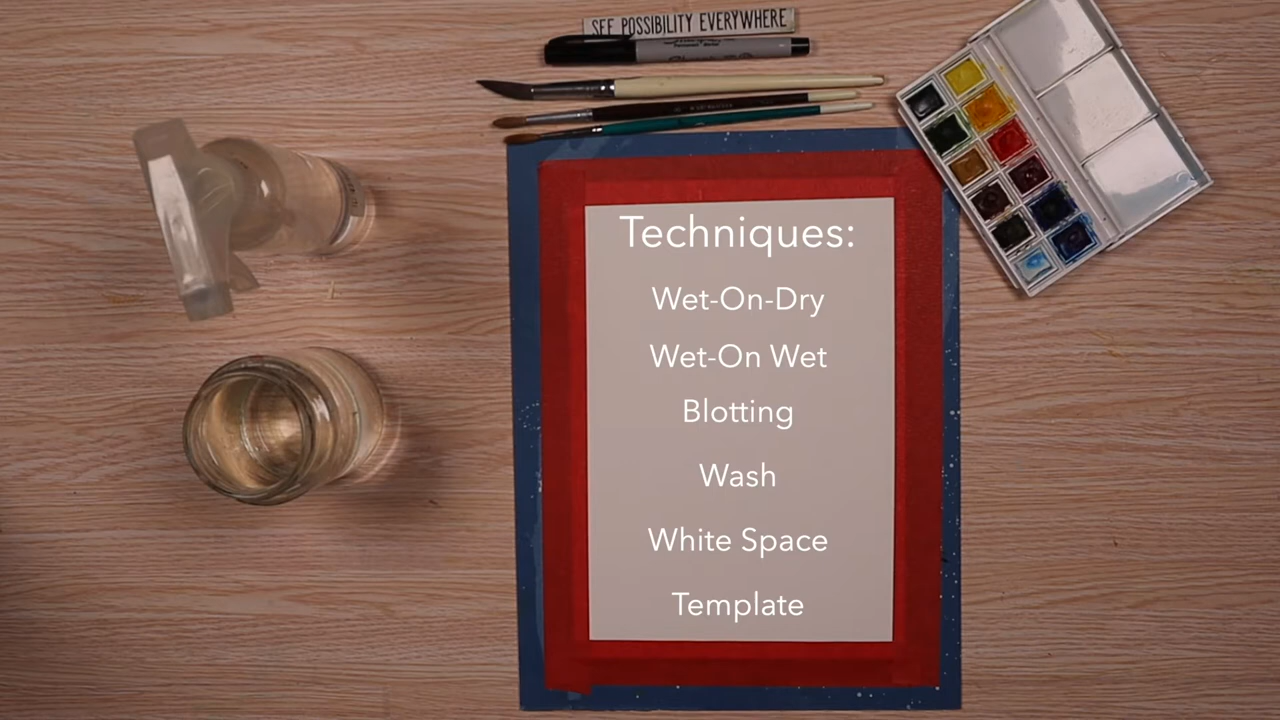 SEE POSSIBILITY EVERYWHERE
Techniques:
Wet-On-Dry
Wet-On Wet
Blotting
Wash
White Space
Template